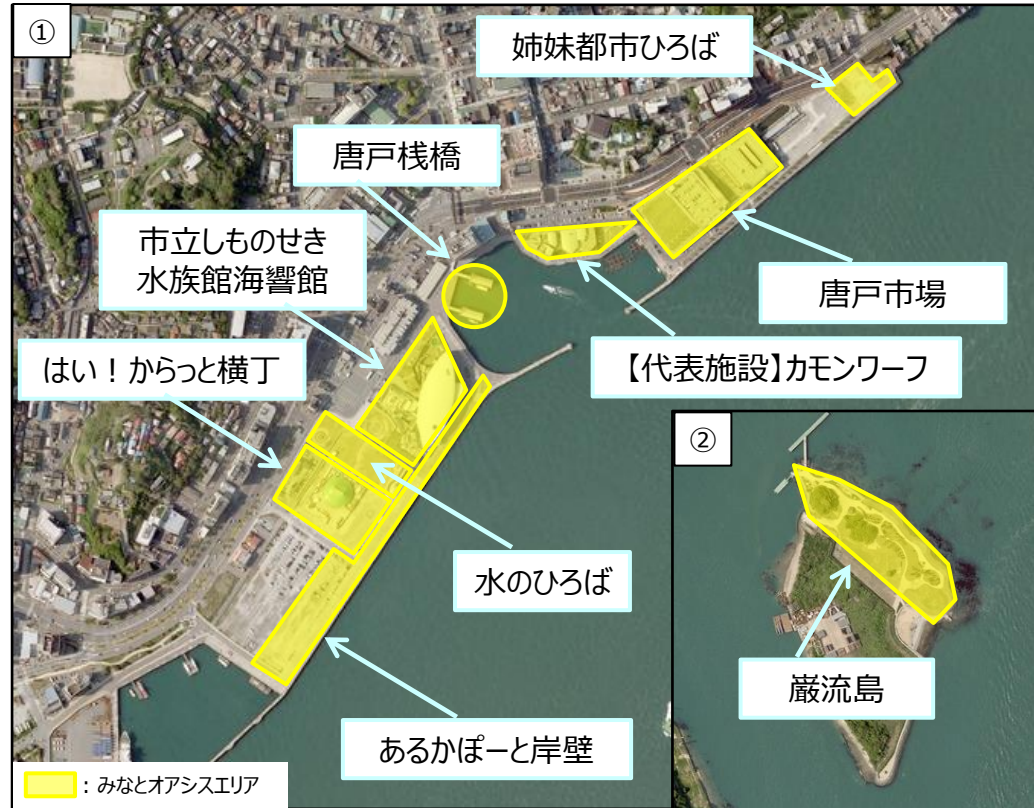 ①
姉妹都市ひろば
唐戸桟橋
市立しものせき
水族館海響館
唐戸市場
【代表施設】カモンワーフ
はい！からっと横丁
②
水のひろば
巌流島
あるかぽーと岸壁
：みなとオアシスエリア